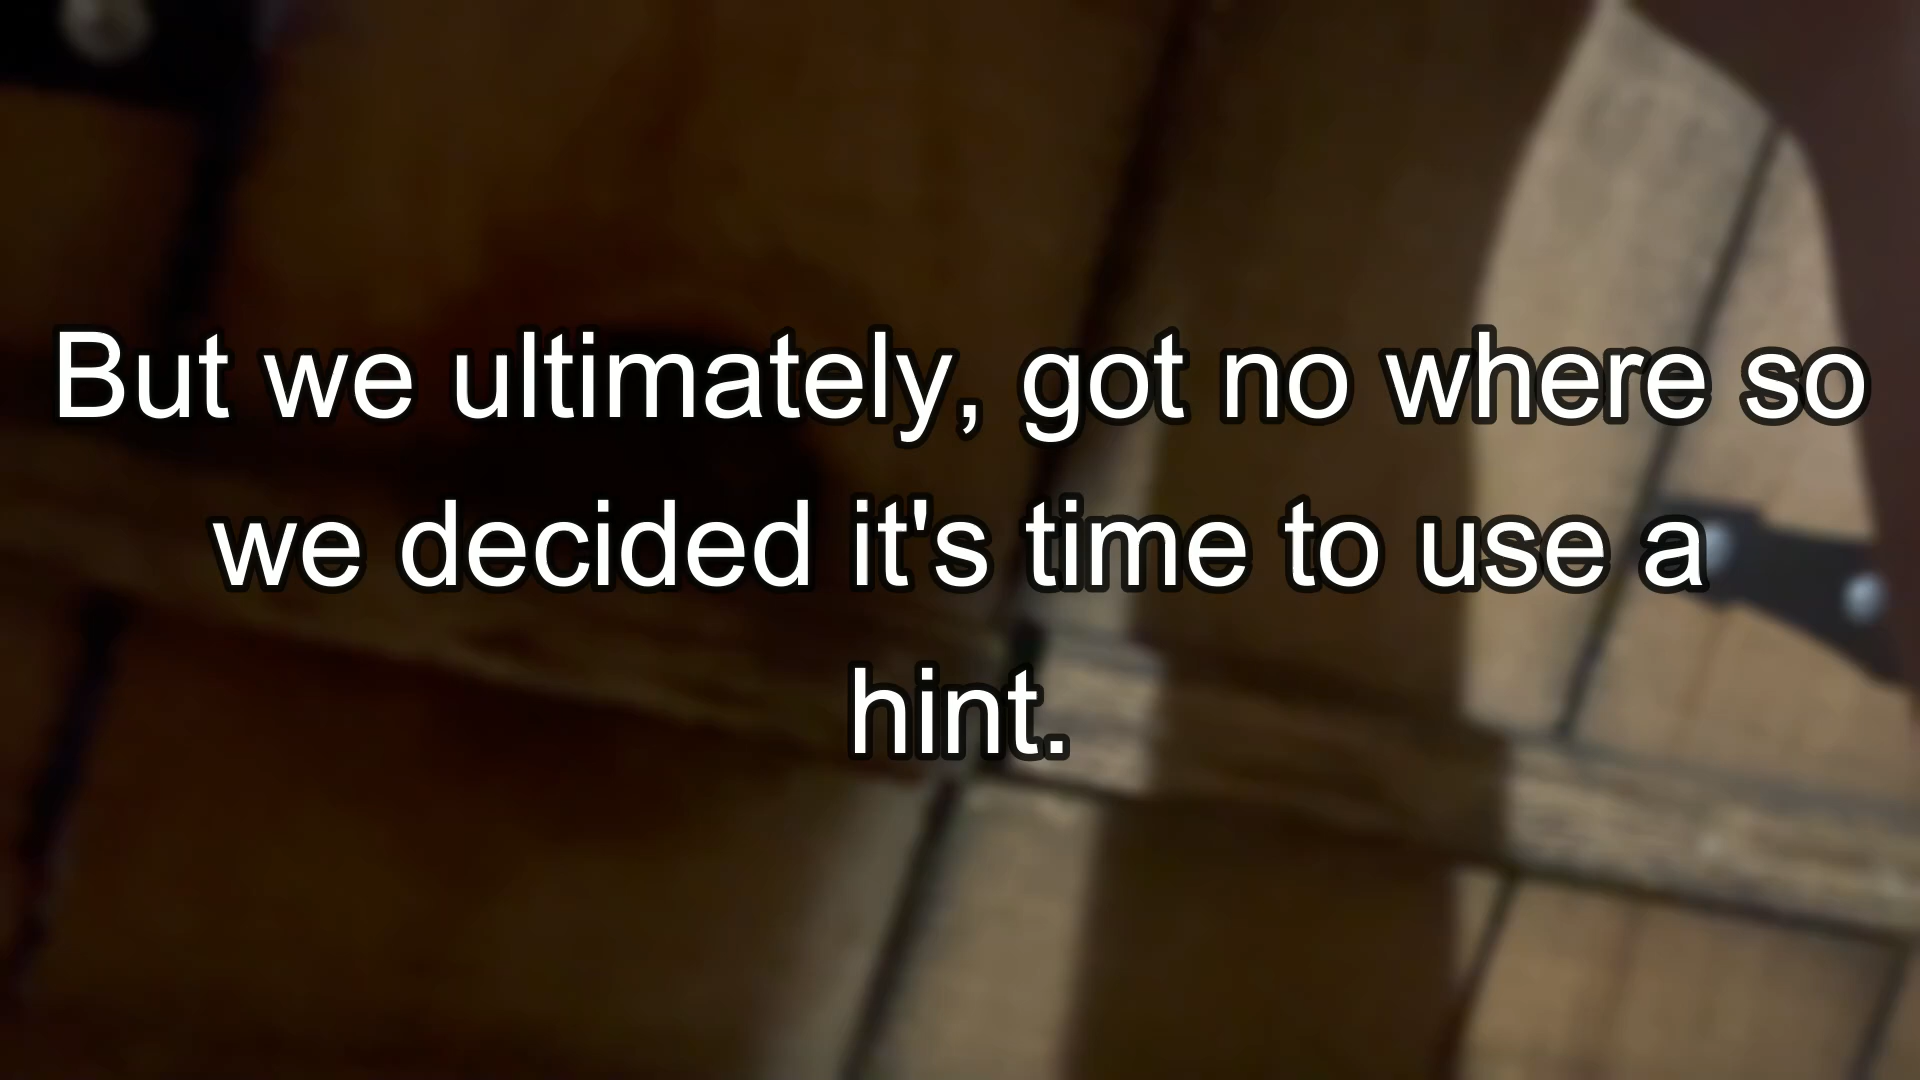 But we ultimately, got no where so
we decided it's time to use a
hint.